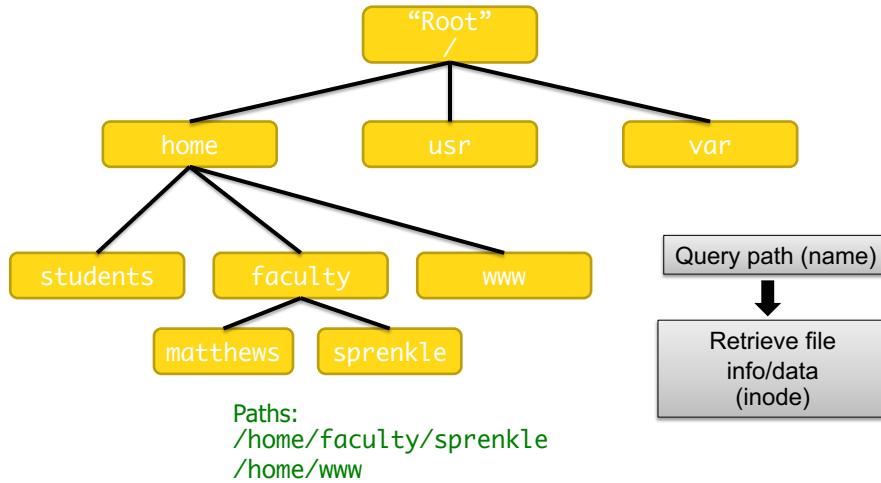 “Root”
/
home
usr
var
students
faculty
www
Query path (name)
matthews
sprenkle
Retrieve file
info/data
(inode)
Paths:
/home/faculty/sprenkle
/home/www